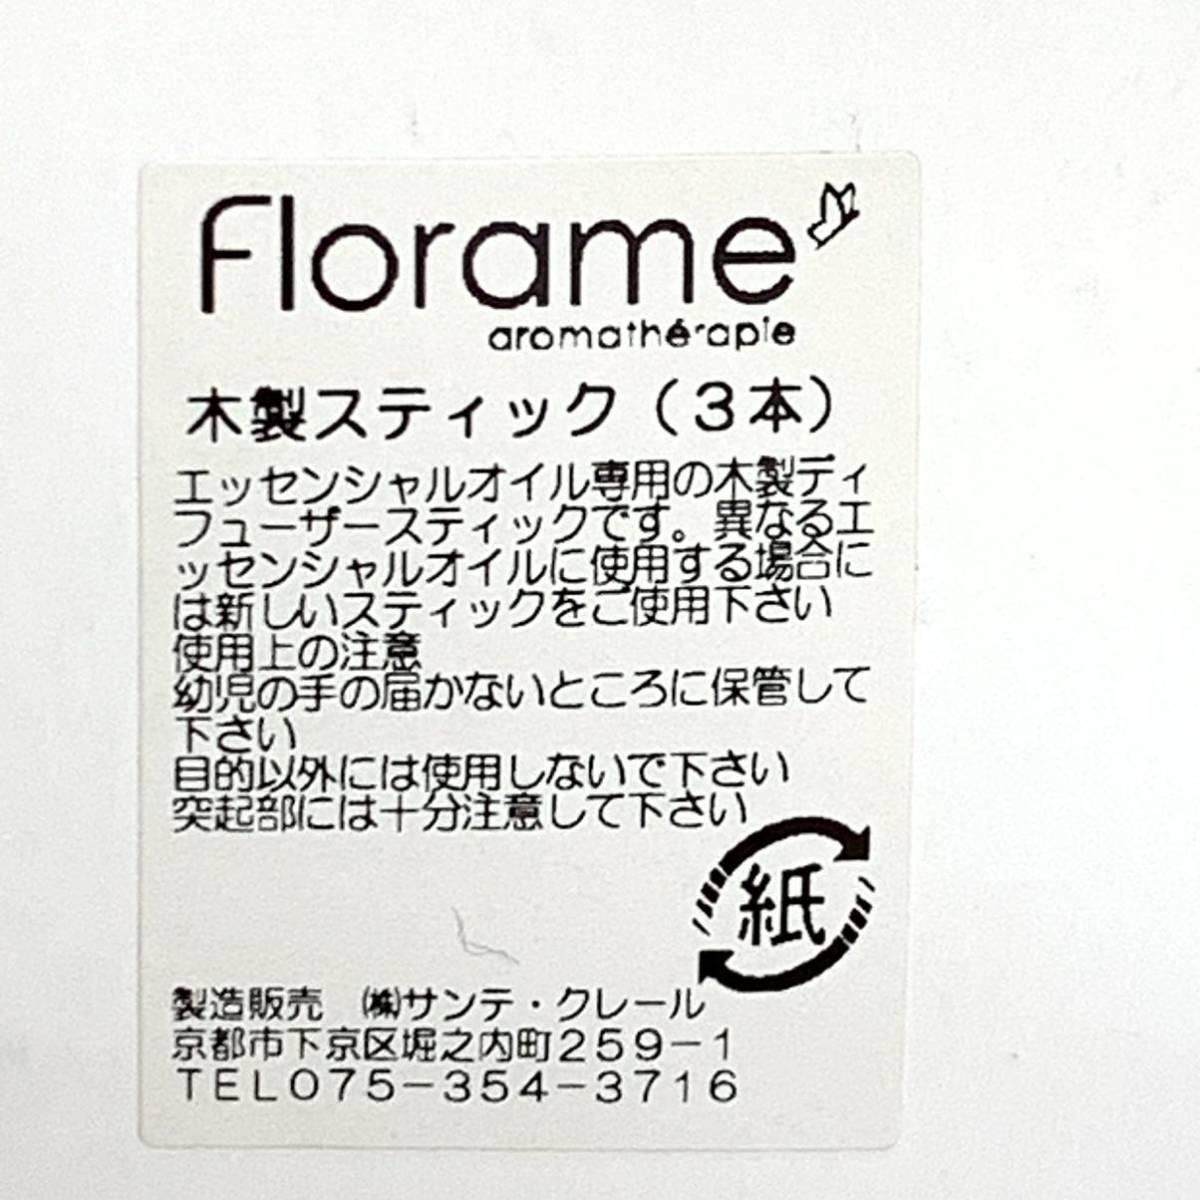 Florame
aromathérapie
木製スティック（３本）
エッセンシャルオイル専用の木製ディ
フューザースティックです。異なるエ
ッセンシャルオイルに使用する場合に
は新しいスティックをご使用下さい
使用上の注意
幼児の手の届かないところに保管して
下さい
目的以外には使用しないで下さい
突起部には十分注意して下さい
紙
製造販売　㈱サンテ・クレール
京都市下京区堀之内町２５９－１
ＴＥＬ０７５－３５４－３７１６